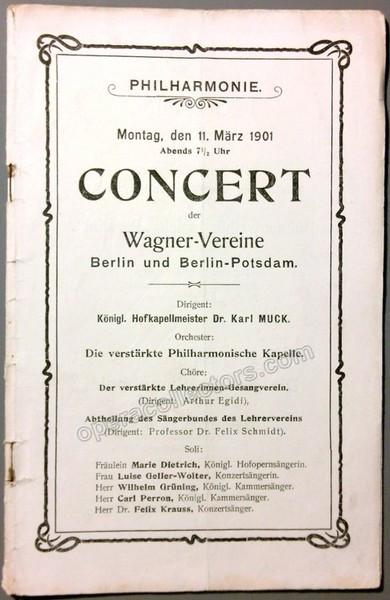 PHILHARMONIE.
Montag, den 11. März 1901
Abends 7½ Uhr
CONCERT
der
Wagner-Vereine
Berlin und Berlin-Potsdam.
Dirigent:
Königl. Hofkapellmeister Dr. Karl MUCK.
Orchester:
Die verstärkte Philharmonische Kapelle.
Chöre:
Der verstärkte Lehrerinnen-Gesangverein.
(Dirigent: Arthur Egidi),
Abtheilung des Sängerbundes des Lehrervereins
(Dirigent: Professor Dr. Felix Schmidt).
Soli:
Fräulein Marie Dietrich, Königl. Hofopernsängerin.
Frau Luise Geller-Wolter, Konzertsängerin.
Herr Wilhelm Grüning, Königl. Kammersänger.
Herr Carl Perron, Königl. Kammersänger.
Herr Dr. Felix Krauss, Konzertsänger.
operacollectors.com